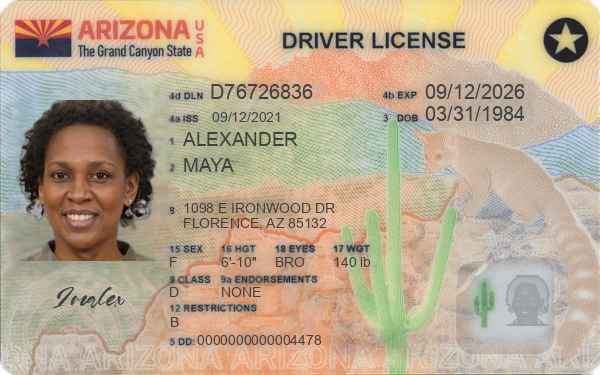 ARIZONA USA
The Grand Canyon State
DRIVER LICENSE
4d DLN D76726836 4b EXP 09/12/2026
4a ISS 09/12/2021 3 DOB 03/31/1984
1 ALEXANDER
2 MAYA
8 1098 E IRONWOOD DR
FLORENCE, AZ 85132
15 SEX 16 HGT 18 EYES 17 WGT
F 6'-10" BRO 140 lb
9 CLASS 9a ENDORSEMENTS
D NONE
12 RESTRICTIONS
B
5 DD: 0000000000004478
ARIZONA ARIZONA ARIZONA ARIZONA